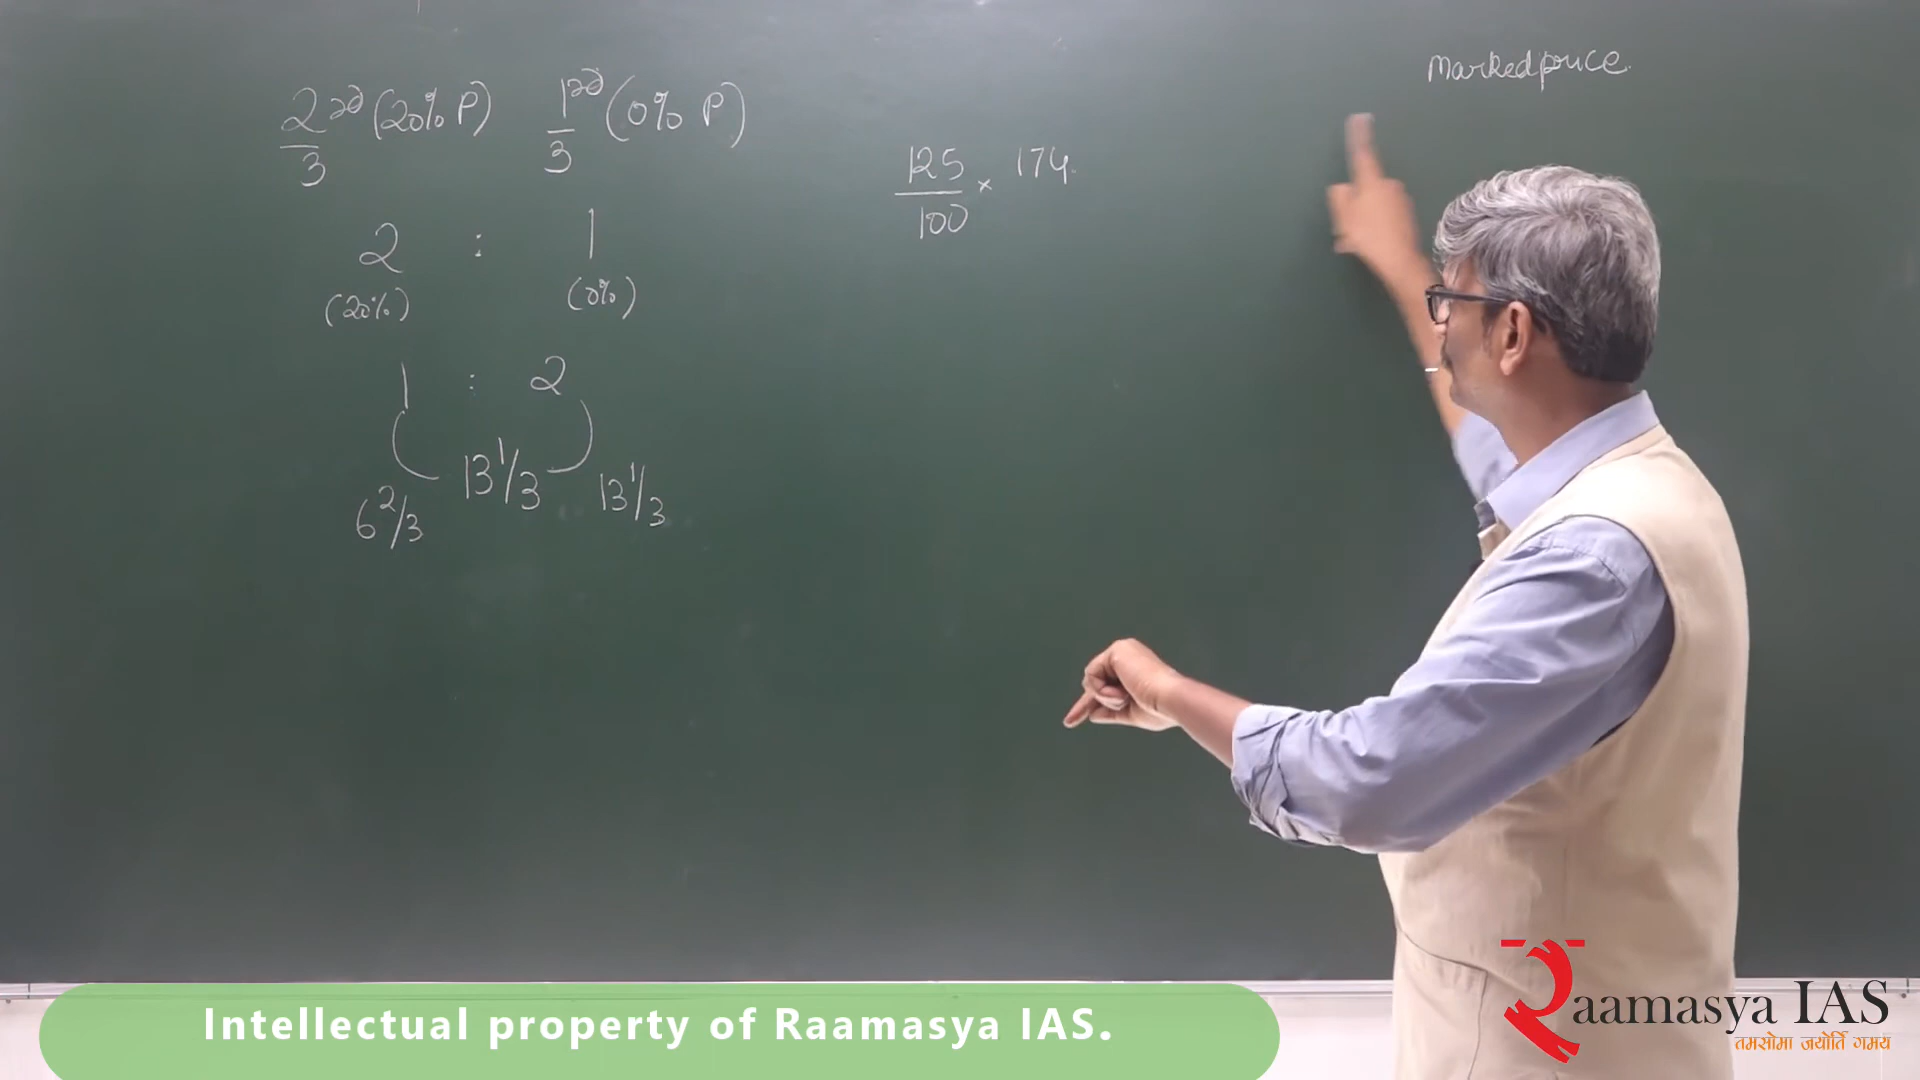 2/3 (20% P) 1/3 (0% P)
2 : 1
(20%) (0%)
1 : 2
13 1/3
6 2/3 13 1/3
125/100 × 174
Marked price.
Intellectual property of Raamasya IAS.
Raamasya IAS
तमसोमा जयोर्ति गमय